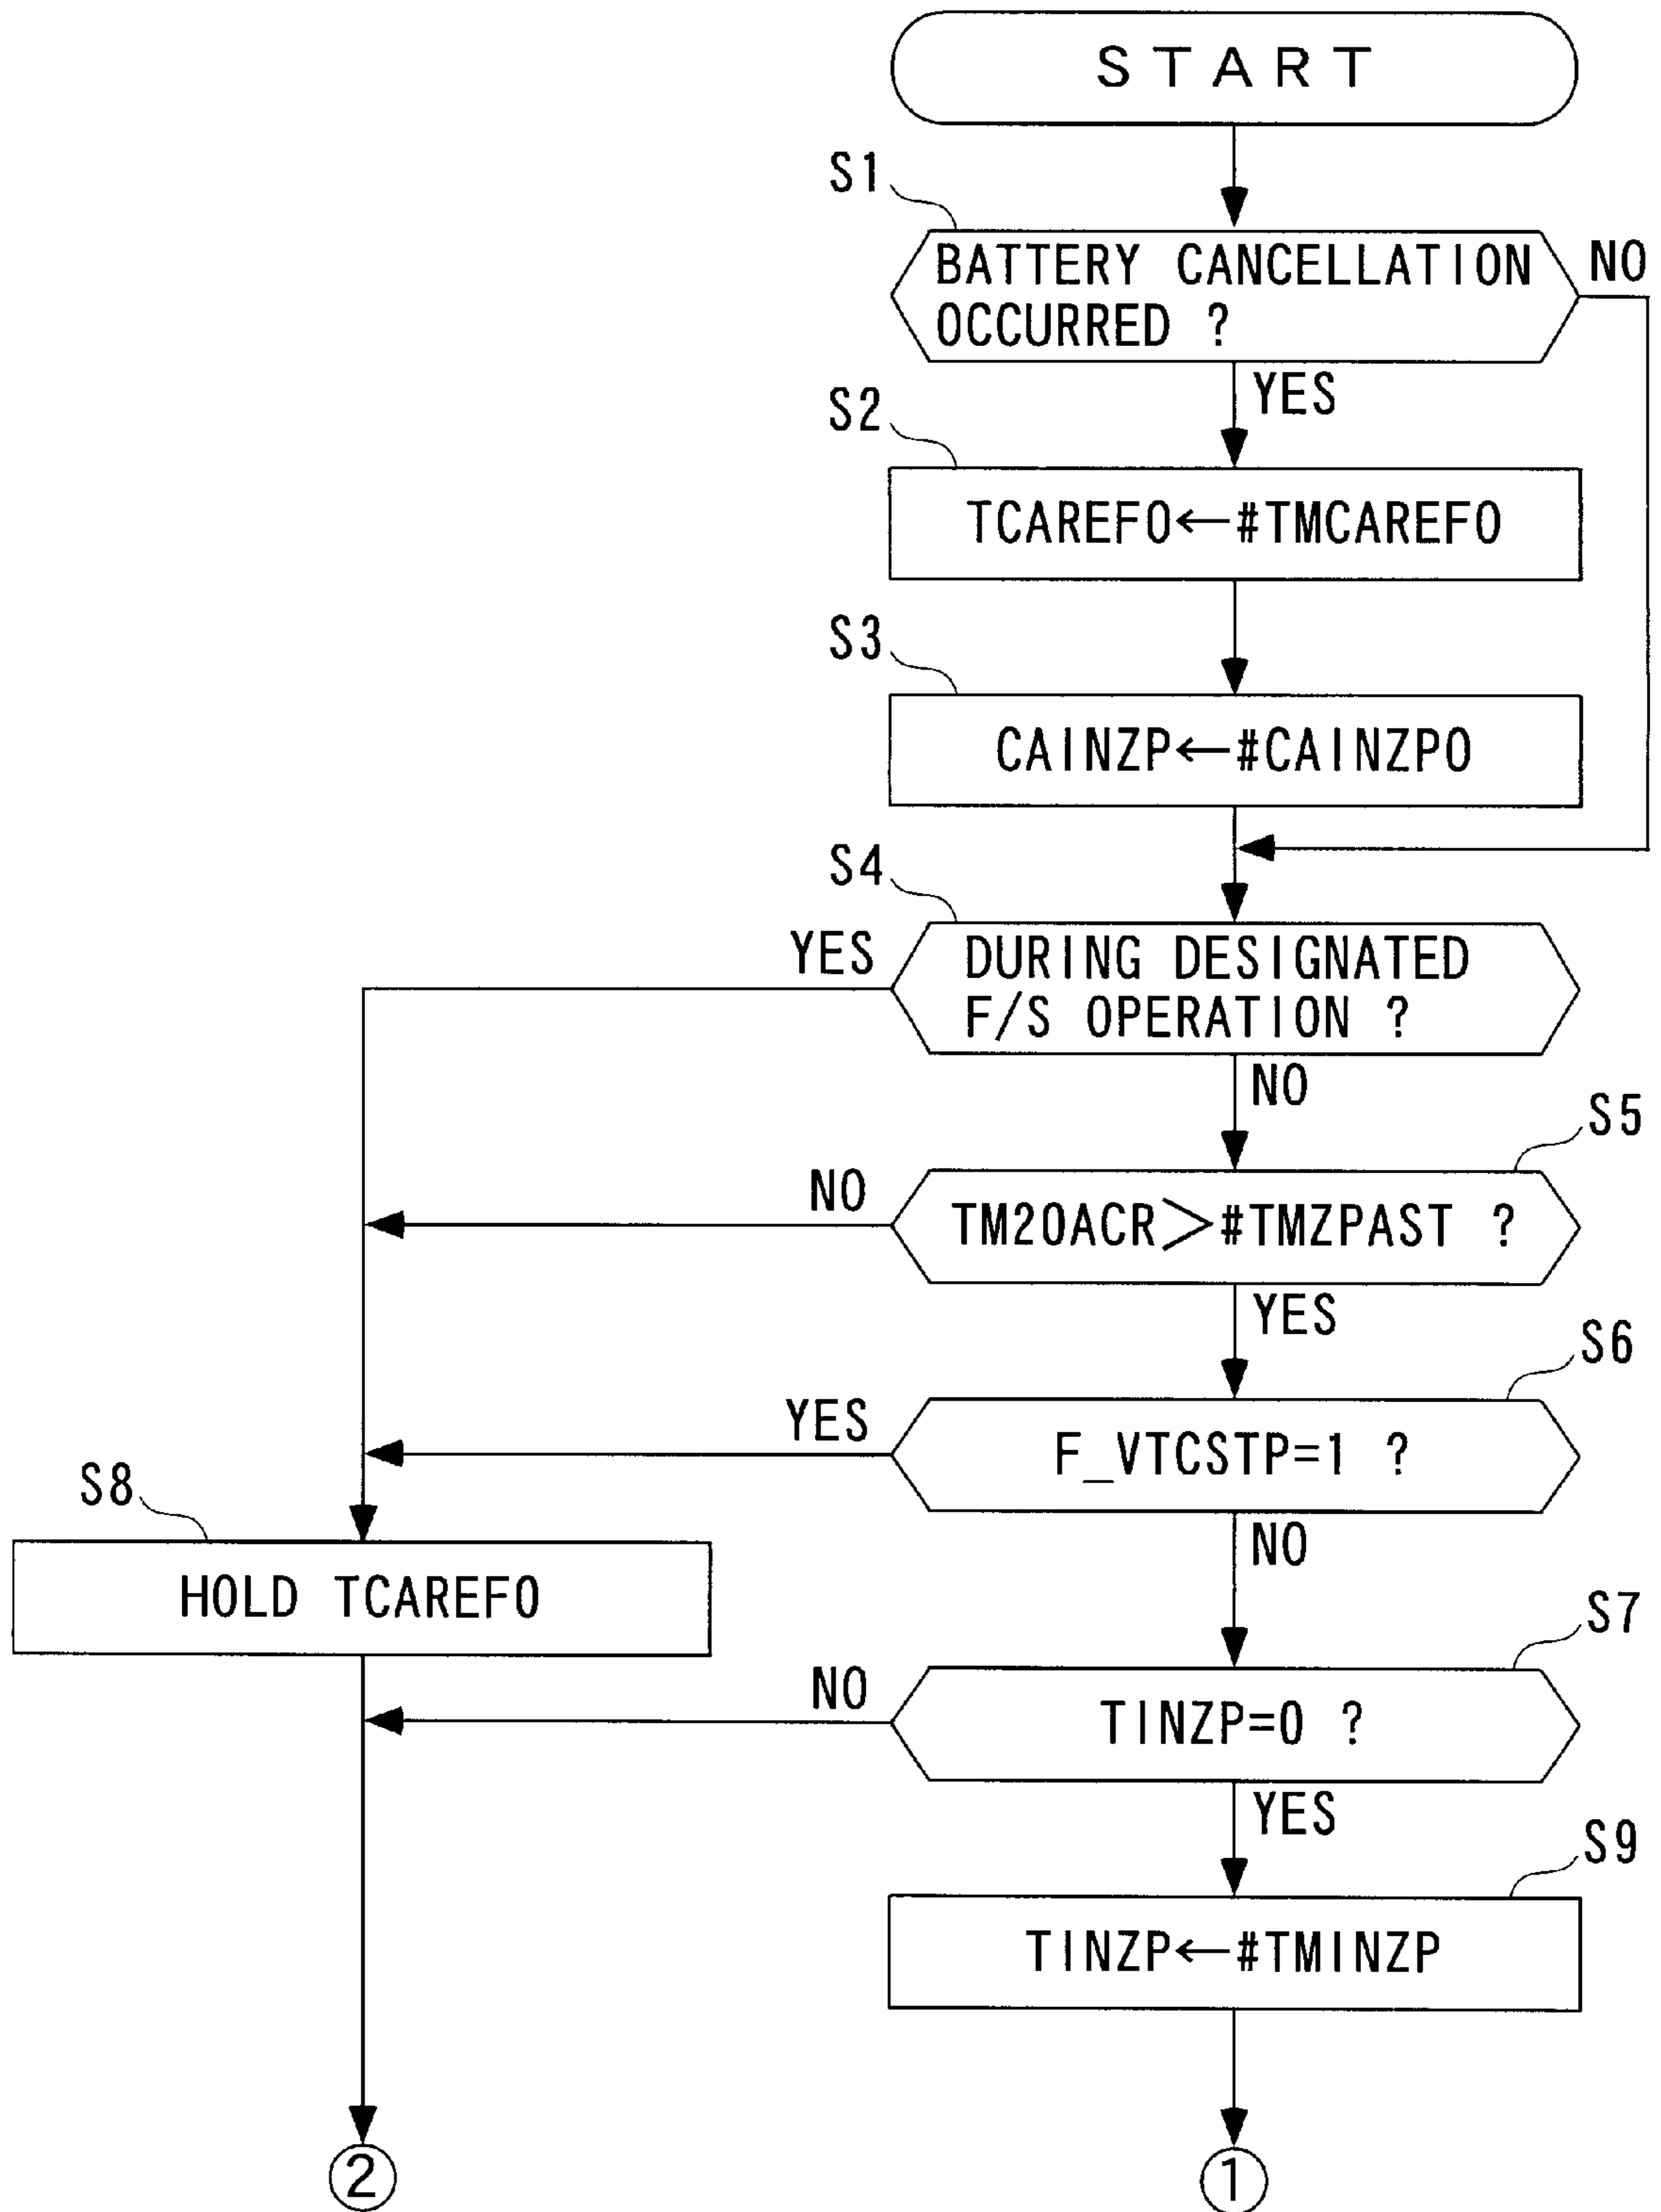 START
S1
BATTERY CANCELLATION
OCCURRED ?
NO
YES
S2
TCAREF0←#TMCAREF0
S3
CAINZP←#CAINZP0
S4
YES
DURING DESIGNATED
F/S OPERATION ?
NO
S5
NO
TM20ACR>#TMZPAST ?
YES
S6
YES
F_VTCSTP=1 ?
NO
S8
HOLD TCAREF0
S7
NO
TINZP=0 ?
YES
S9
TINZP←#TMINZP
2
1